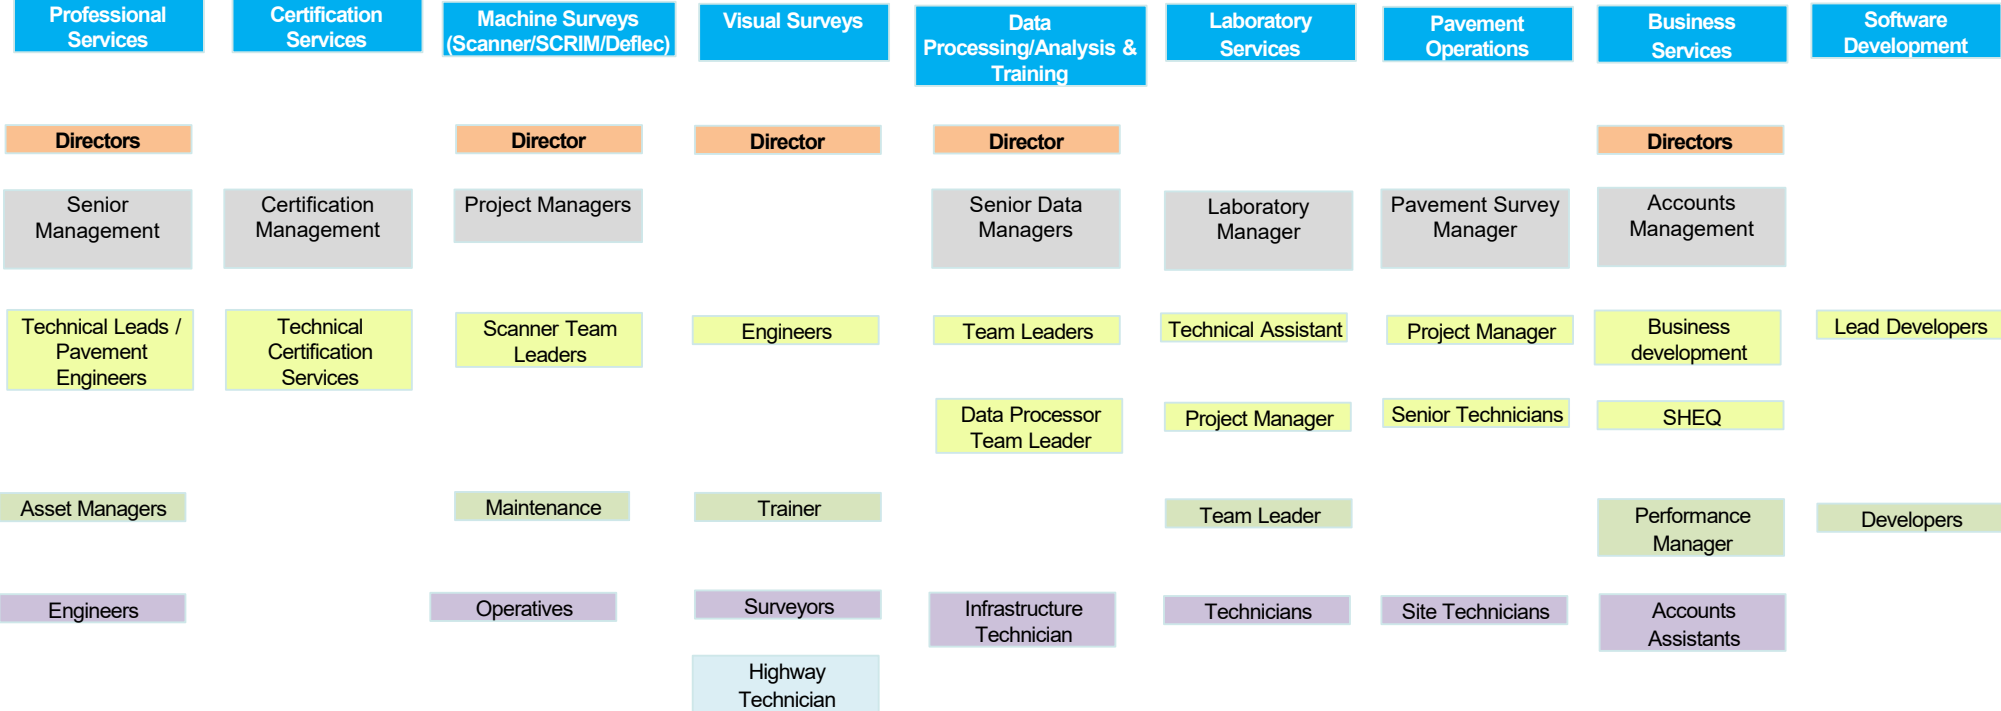 Professional
Services
Certification
Services
Machine Surveys
(Scanner/SCRIM/Deflec)
Visual Surveys
Data
Processing/Analysis &
Training
Laboratory
Services
Pavement
Operations
Business
Services
Software
Development
Directors
Director
Director
Director
Directors
Senior
Management
Certification
Management
Project Managers
Senior Data
Managers
Laboratory
Manager
Pavement Survey
Manager
Accounts
Management
Technical Leads /
Pavement
Engineers
Technical
Certification
Services
Scanner Team
Leaders
Engineers
Team Leaders
Technical Assistant
Project Manager
Business
development
Lead Developers
Data Processor
Team Leader
Project Manager
Senior Technicians
SHEQ
Asset Managers
Maintenance
Trainer
Team Leader
Performance
Manager
Developers
Engineers
Operatives
Surveyors
Infrastructure
Technician
Technicians
Site Technicians
Accounts
Assistants
Highway
Technician